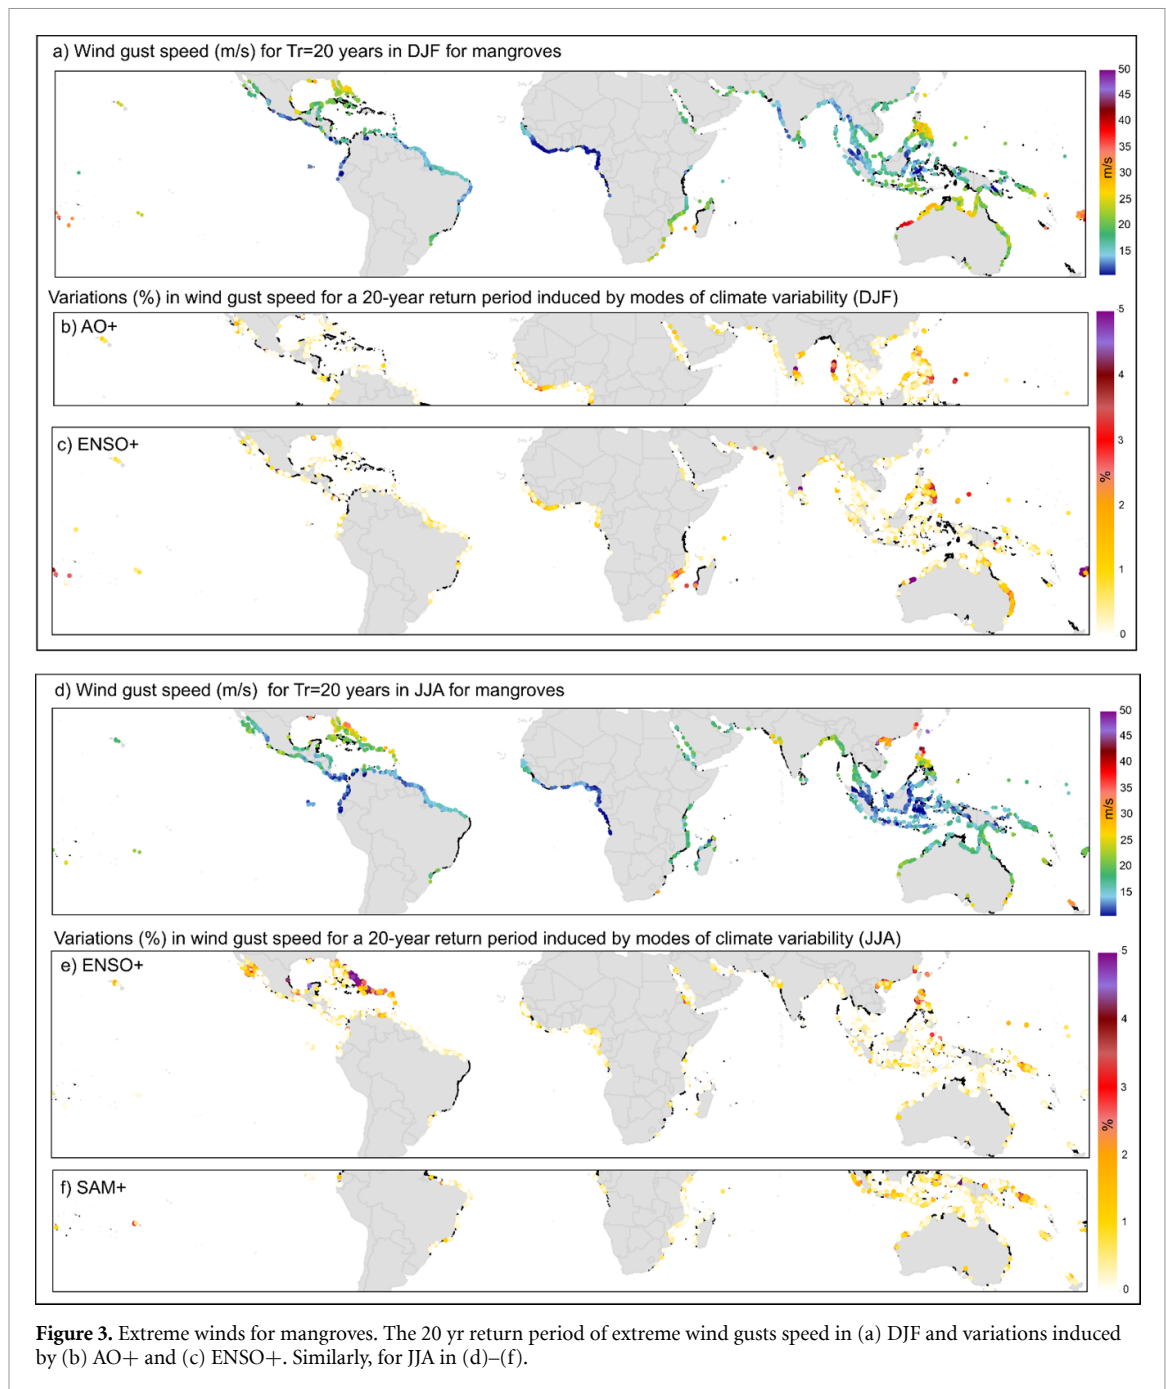 a) Wind gust speed (m/s) for Tr=20 years in DJF for mangroves
50
45
40
35
30
25
20
15
m/s
Variations (%) in wind gust speed for a 20-year return period induced by modes of climate variability (DJF)
b) AO+
c) ENSO+
5
4
3
2
1
0
%
d) Wind gust speed (m/s)  for Tr=20 years in JJA for mangroves
50
45
40
35
30
25
20
15
m/s
Variations (%) in wind gust speed for a 20-year return period induced by modes of climate variability (JJA)
e) ENSO+
f) SAM+
5
4
3
2
1
0
%
Figure 3. Extreme winds for mangroves. The 20 yr return period of extreme wind gusts speed in (a) DJF and variations induced
by (b) AO+ and (c) ENSO+. Similarly, for JJA in (d)–(f).